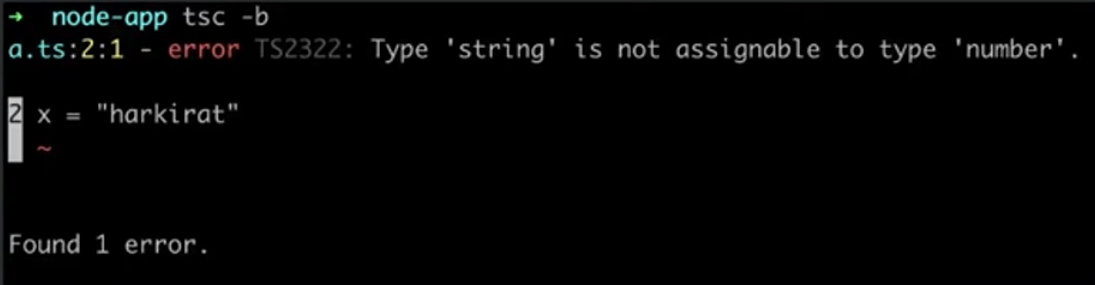 ➜ node-app tsc -b
a.ts:2:1 - error TS2322: Type 'string' is not assignable to type 'number'.
2 x = "harkirat"
~
Found 1 error.